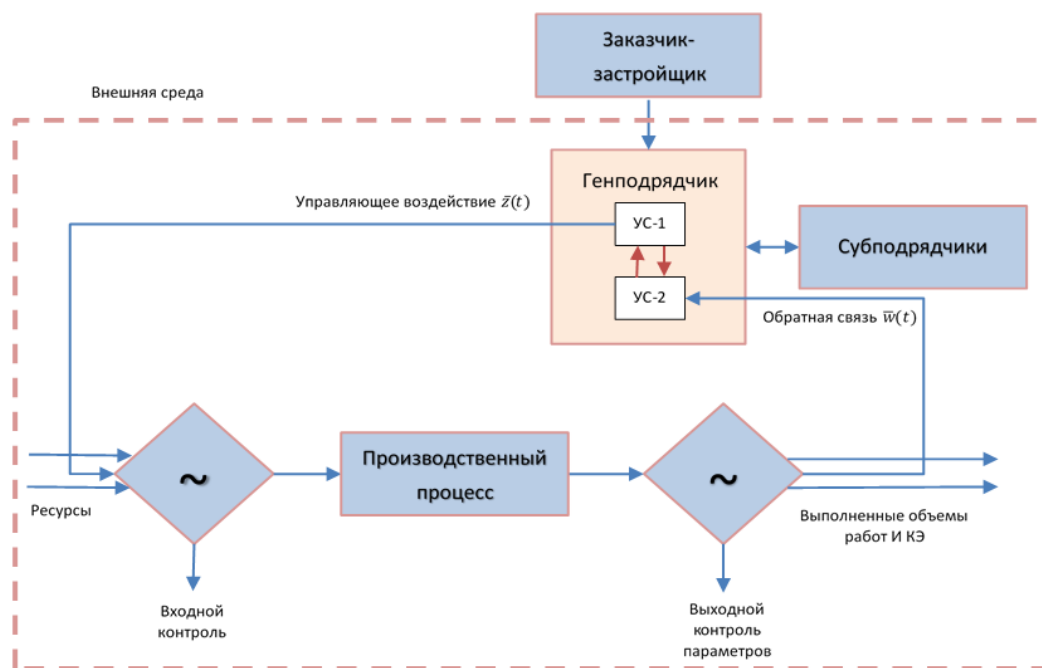 Заказчик-
застройщик
Внешняя среда
Генподрядчик
Управляющее воздействие z̄(t)
УС-1
Субподрядчики
УС-2
Обратная связь w̄(t)
Производственный
процесс
~
~
Ресурсы
Выполненные объемы
работ И КЭ
Входной
контроль
Выходной
контроль
параметров